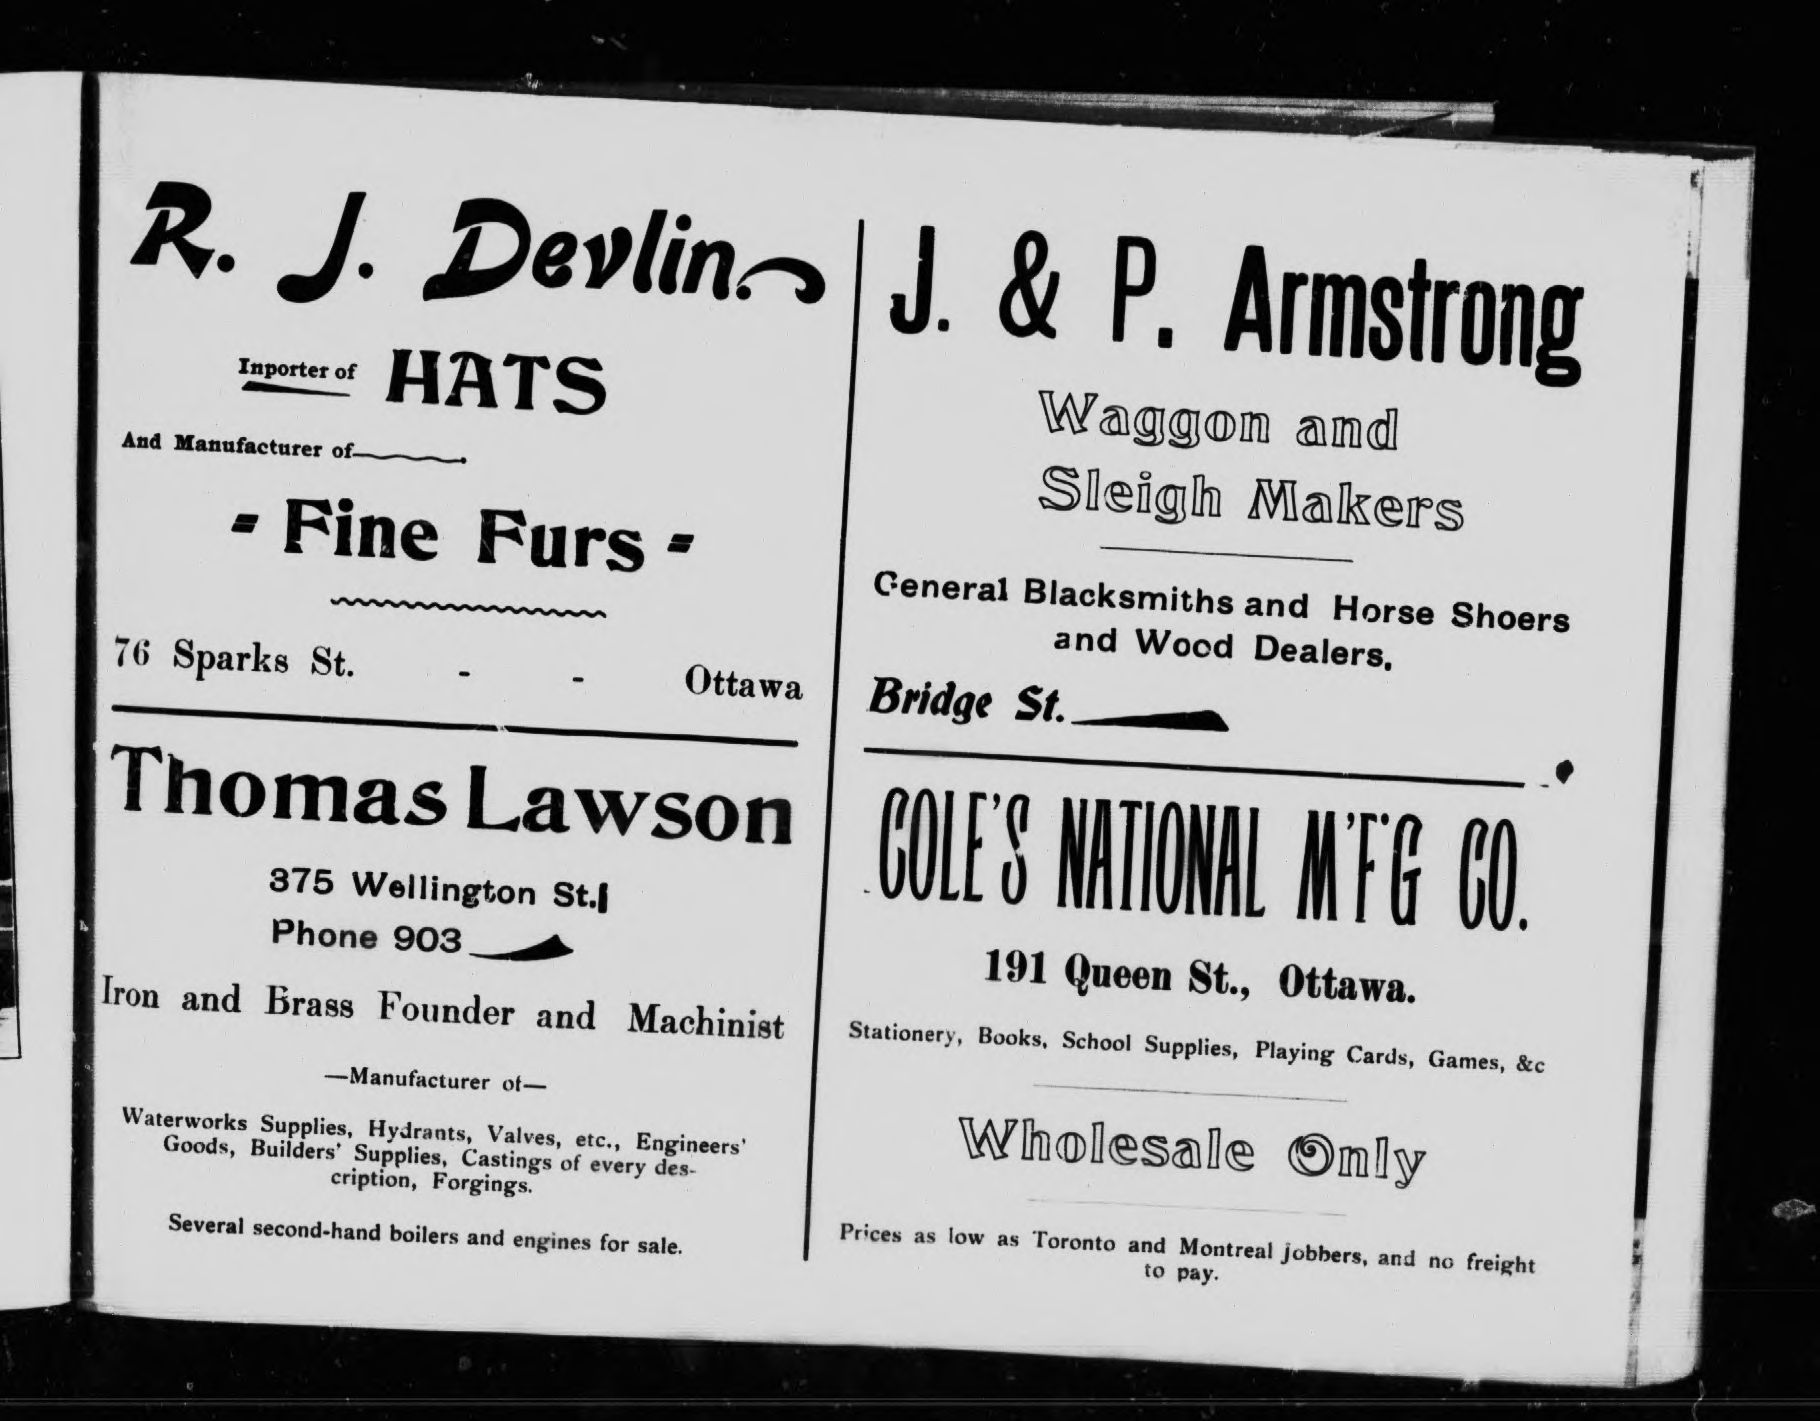 R. J. Devlin.
Inporter of HATS
And Manufacturer of
Fine Furs
76 Sparks St. - - Ottawa
Thomas Lawson
375 Wellington St.
Phone 903
Iron and Brass Founder and Machinist
—Manufacturer of—
Waterworks Supplies, Hydrants, Valves, etc., Engineers'
Goods, Builders' Supplies, Castings of every des-
cription, Forgings.
Several second-hand boilers and engines for sale.
J. & P. Armstrong
Waggon and
Sleigh Makers
General Blacksmiths and Horse Shoers
and Wood Dealers.
Bridge St.
COLE'S NATIONAL M'F'G CO.
191 Queen St., Ottawa.
Stationery, Books, School Supplies, Playing Cards, Games, &c
Wholesale Only
Prices as low as Toronto and Montreal jobbers, and no freight
to pay.